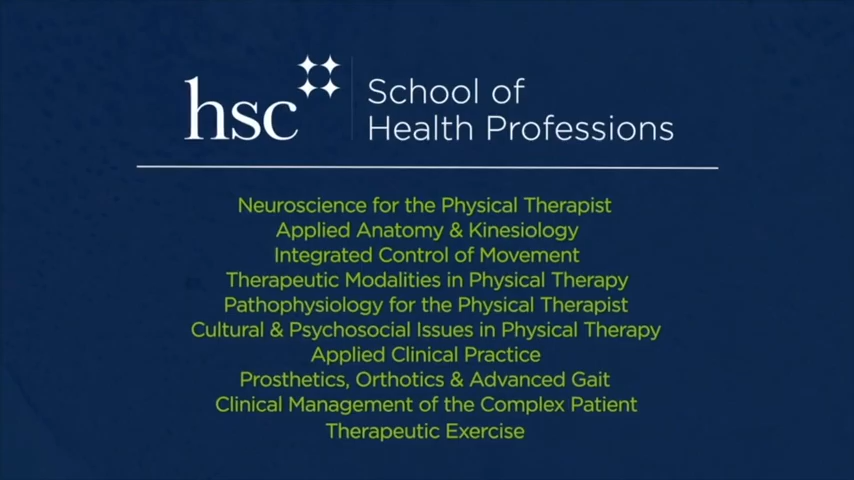 hsc
School of
Health Professions
Neuroscience for the Physical Therapist
Applied Anatomy & Kinesiology
Integrated Control of Movement
Therapeutic Modalities in Physical Therapy
Pathophysiology for the Physical Therapist
Cultural & Psychosocial Issues in Physical Therapy
Applied Clinical Practice
Prosthetics, Orthotics & Advanced Gait
Clinical Management of the Complex Patient
Therapeutic Exercise